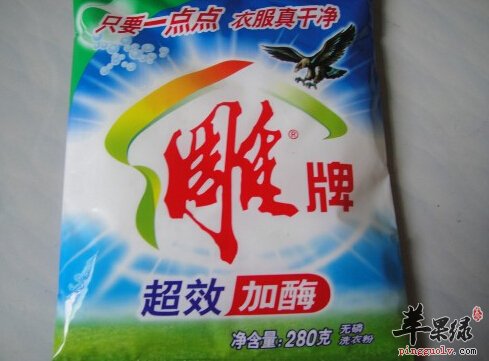 只要一点点 衣服真干净
雕®牌
超效 加酶
净含量: 280克 无磷
洗衣粉
苹果绿
pingguolv.com